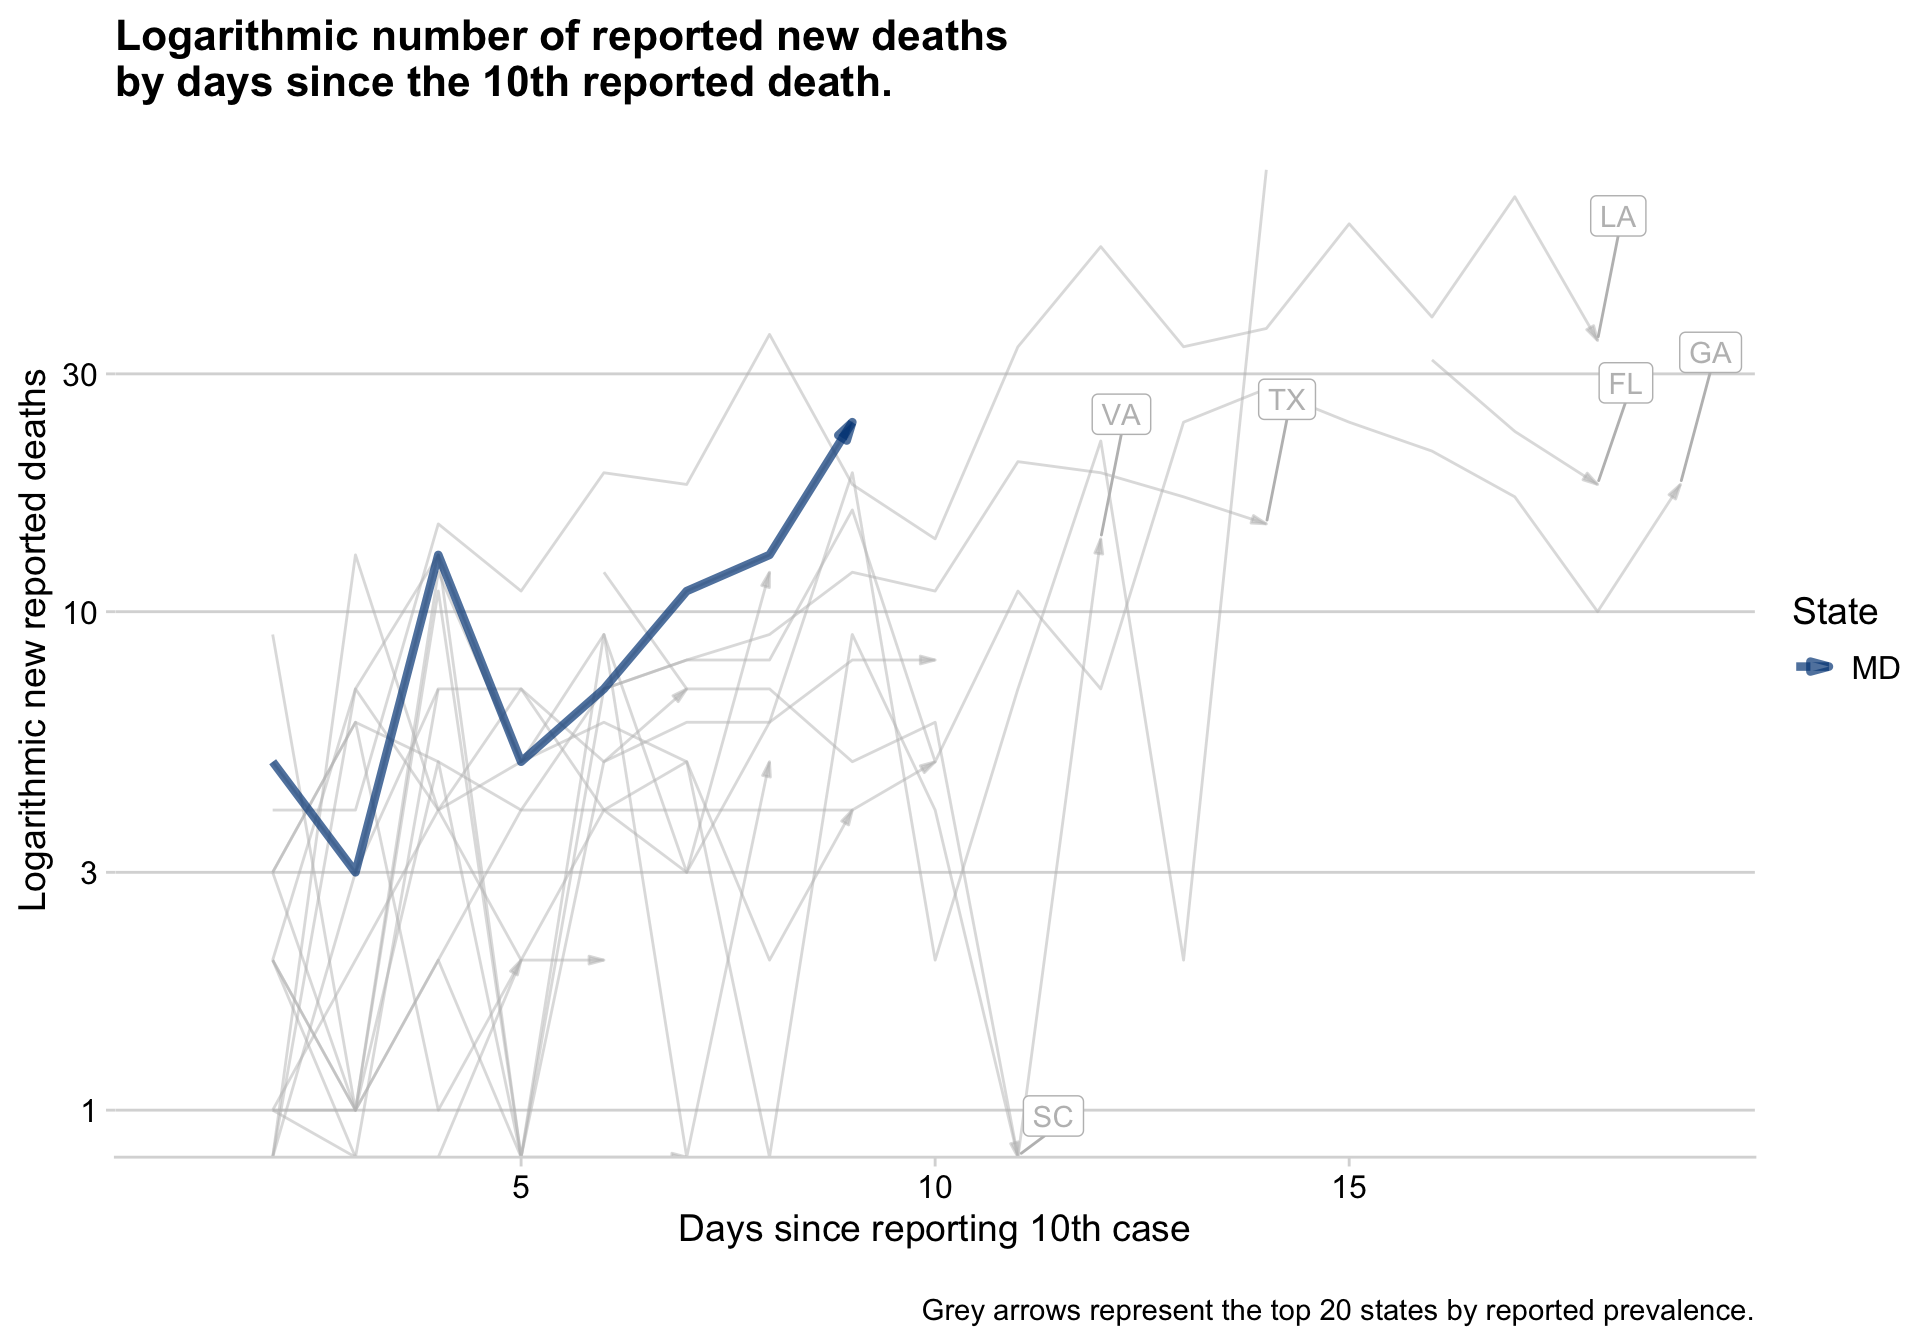 Logarithmic number of reported new deaths
by days since the 10th reported death.
LA
GA
FL
TX
VA
SC
30
10
3
1
Logarithmic new reported deaths
5
10
15
Days since reporting 10th case
State
MD
Grey arrows represent the top 20 states by reported prevalence.